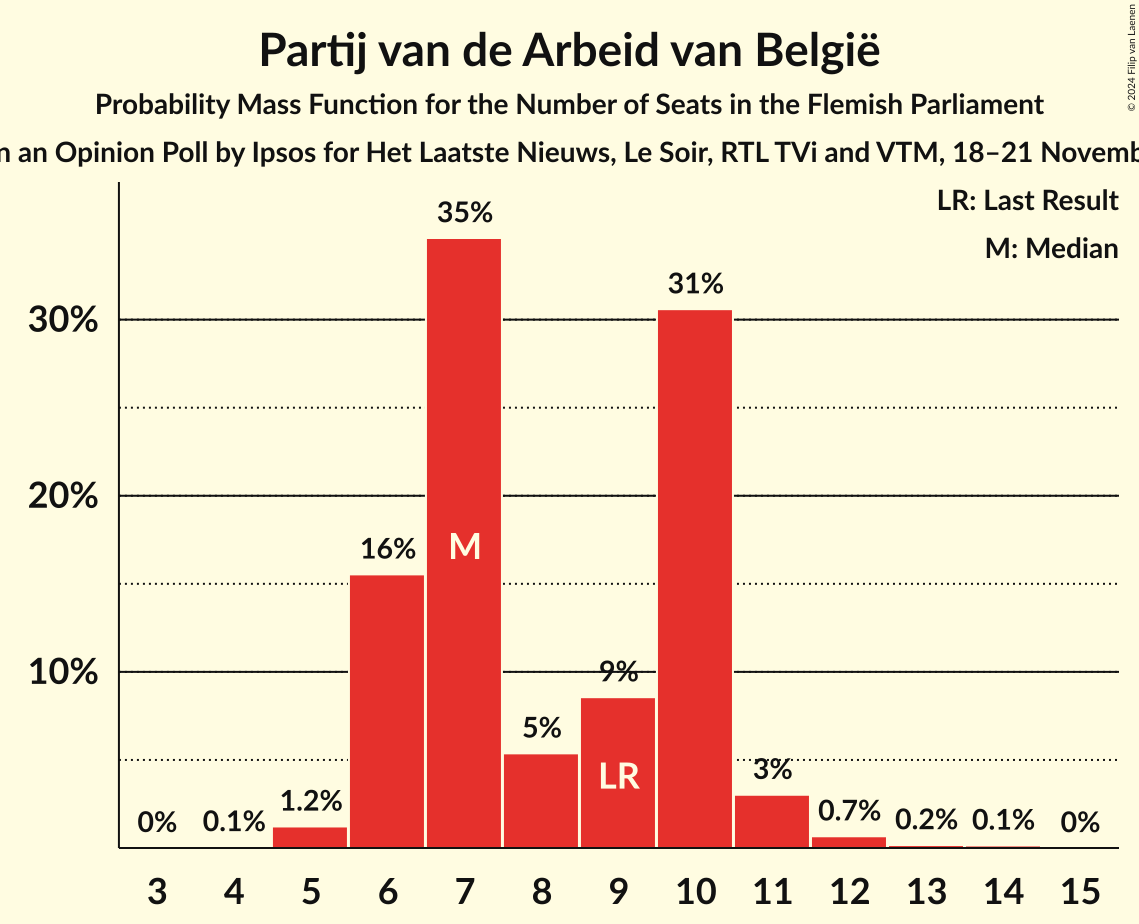 Partij van de Arbeid van België
Probability Mass Function for the Number of Seats in the Flemish Parliament
an Opinion Poll by Ipsos for Het Laatste Nieuws, Le Soir, RTL TVi and VTM, 18–21
© 2024 Filip van Laenen
LR: Last Result
M: Median
35%
31%
30%
20%
16%
M
10%
9%
5%
LR
3%
1.2%
0%
0.1%
0.7%
0.2%
0.1%
0%
3 4 5 6 7 8 9 10 11 12 13 14 15